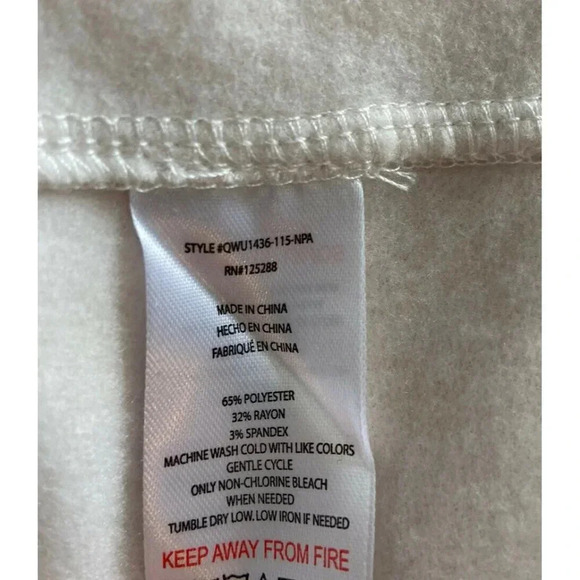 STYLE #QWU1436-115-NPA
RN#125288
MADE IN CHINA
HECHO EN CHINA
FABRIQUÉ EN CHINA
65% POLYESTER
32% RAYON
3% SPANDEX
MACHINE WASH COLD WITH LIKE COLORS
GENTLE CYCLE
ONLY NON-CHLORINE BLEACH
WHEN NEEDED
TUMBLE DRY LOW. LOW IRON IF NEEDED
KEEP AWAY FROM FIRE